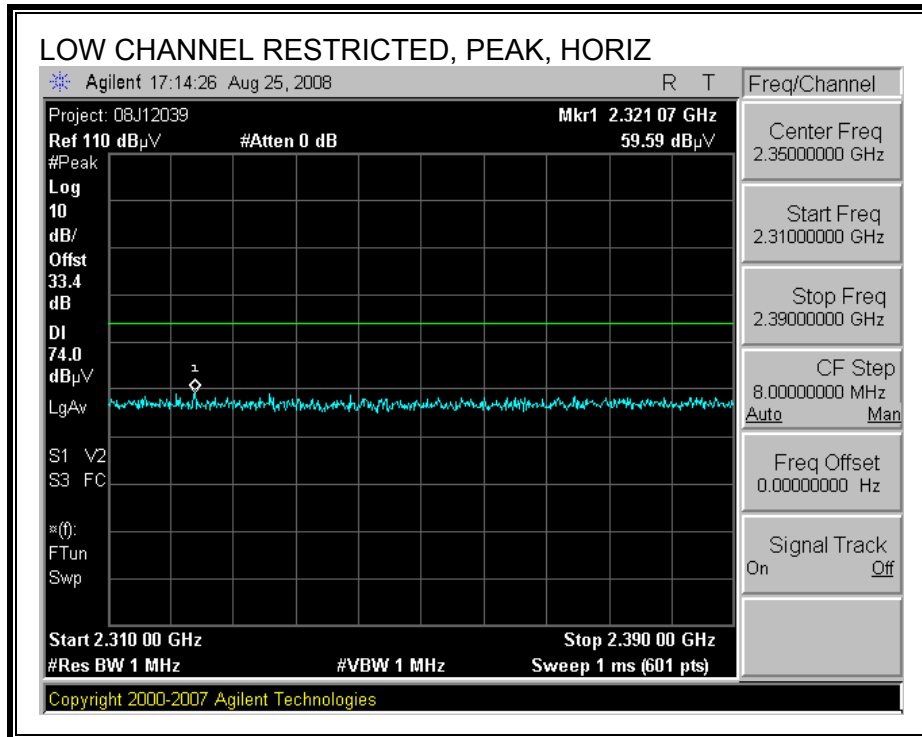 LOW CHANNEL RESTRICTED, PEAK, HORIZ
Agilent 17:14:26 Aug 25, 2008 R T
Freq/Channel
Project: 08J12039 Mkr1 2.321 07 GHz
Ref 110 dBµV #Atten 0 dB 59.59 dBµV
#Peak
Log
10
dB/
Offst
33.4
dB
DI
74.0
dBµV
LgAv
S1 V2
S3 FC
¤(f):
FTun
Swp
1
Start 2.310 00 GHz Stop 2.390 00 GHz
#Res BW 1 MHz #VBW 1 MHz Sweep 1 ms (601 pts)
Center Freq
2.35000000 GHz
Start Freq
2.31000000 GHz
Stop Freq
2.39000000 GHz
CF Step
8.00000000 MHz
Auto Man
Freq Offset
0.00000000 Hz
Signal Track
On Off
Copyright 2000-2007 Agilent Technologies